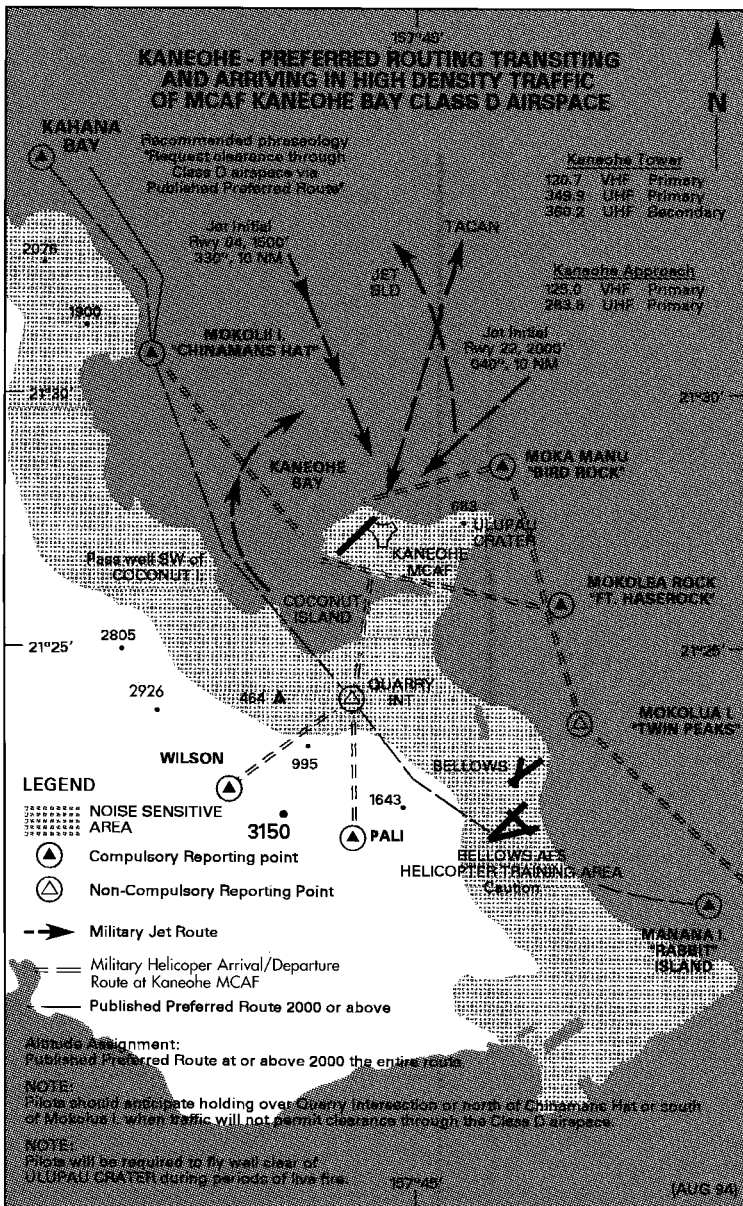 157°45'
KANEOHE - PREFERRED ROUTING TRANSITING
AND ARRIVING IN HIGH DENSITY TRAFFIC
OF MCAF KANEOHE BAY CLASS D AIRSPACE
N
KAHANA
BAY
Recommended phraseology
"Request clearance through
Class D airspace via
Published Preferred Route"
Kaneohe Tower
120.7 VHF Primary
349.9 UHF Primary
360.2 UHF Secondary
Jet Initial
Rwy 04, 1500'
330°, 10 NM
TACAN
JET
BLD
Kaneohe Approach
125.0 VHF Primary
UHF Primary
2076
1900
MOKOLII I.
"CHINAMANS HAT"
Jet Initial
Rwy 22, 2000'
040°, 10 NM
21°30'
21°30'
KANEOHE
BAY
MOKA MANU
"BIRD ROCK"
683
ULUPAU
CRATER
KANEOHE
MCAF
Pass well SW of
COCONUT I.
COCONUT
ISLAND
MOKOLEA ROCK
"FT. HASEROCK"
21°25'
2805
21°25'
2926
464
QUARRY
INT
MOKOLUA I.
"TWIN PEAKS"
WILSON
995
BELLOWS
LEGEND
NOISE SENSITIVE
AREA
3150
1643
PALI
Compulsory Reporting point
BELLOWS AFS
HELICOPTER TRAINING AREA
Caution
Non-Compulsory Reporting Point
MANANA I.
"RABBIT"
ISLAND
Military Jet Route
Military Helicoper Arrival/Departure
Route at Kaneohe MCAF
Published Preferred Route 2000 or above
Altitude Assignment:
Published Preferred Route at or above 2000 the entire route
NOTE:
Pilots should anticipate holding over Quarry Intersection or north of Chinamans Hat or south
of Mokolua I. when traffic will not permit clearance through the Class D airspace.
NOTE:
Pilots will be required to fly well clear of
ULUPAU CRATER during periods of live fire.
157°45'
(AUG 94)